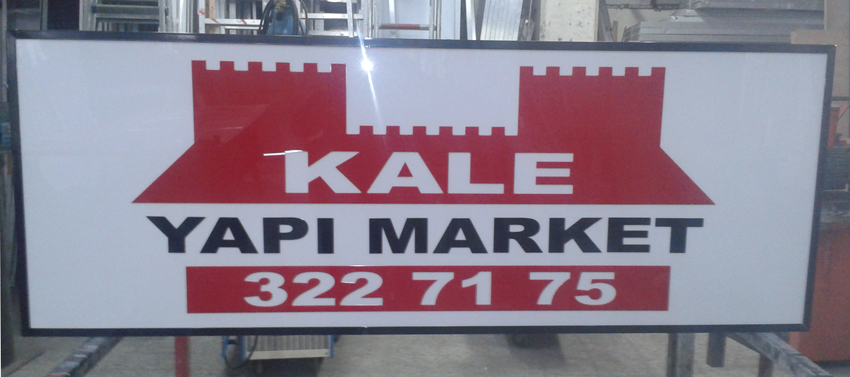 KALE
YAPI MARKET
322 71 75